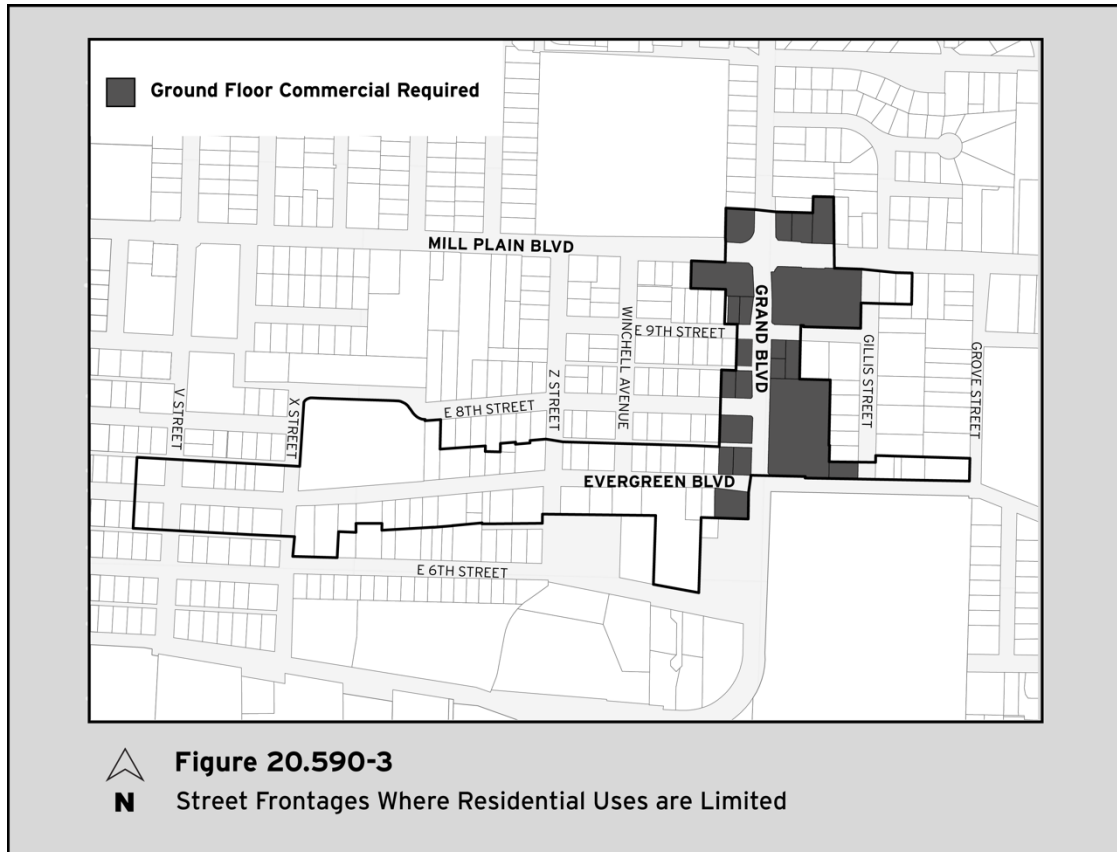 Ground Floor Commercial Required
MILL PLAIN BLVD
GRAND BLVD
WINCHELL AVENUE
E 9TH STREET
GILLIS STREET
GROVE STREET
V STREET
X STREET
Z STREET
E 8TH STREET
EVERGREEN BLVD
E 6TH STREET
Figure 20.590-3
N Street Frontages Where Residential Uses are Limited